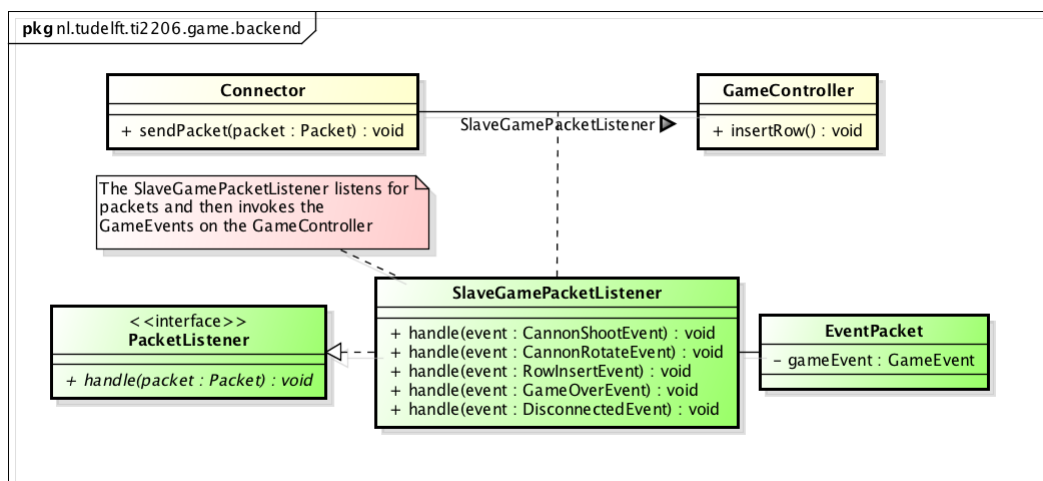 pkg nl.tudelft.ti2206.game.backend
Connector
+ sendPacket(packet : Packet) : void
GameController
+ insertRow() : void
SlaveGamePacketListener
The SlaveGamePacketListener listens for
packets and then invokes the
GameEvents on the GameController
<<interface>>
PacketListener
+ handle(packet : Packet) : void
SlaveGamePacketListener
+ handle(event : CannonShootEvent) : void
+ handle(event : CannonRotateEvent) : void
+ handle(event : RowInsertEvent) : void
+ handle(event : GameOverEvent) : void
+ handle(event : DisconnectedEvent) : void
EventPacket
- gameEvent : GameEvent